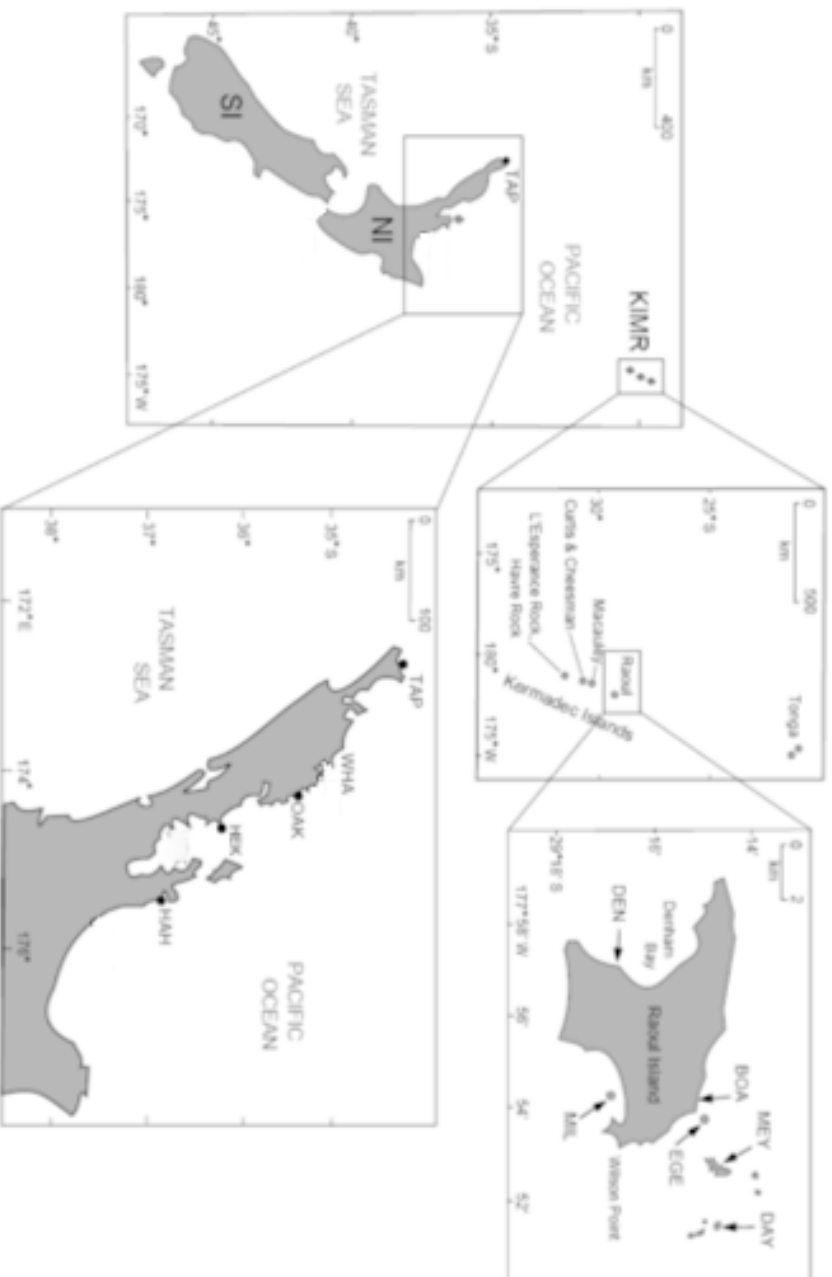 0 400
km
-35° S
-40°
-45°
170°
175°
180°
175° W
TASMAN
SEA
PACIFIC
OCEAN
SI
NI
TAP
KIMR
0 500
km
25° S
30°
175°
180°
175° W
Tonga
Raoul
Macauley
Curtis & Cheesman
L'Esperance Rock
Havre Rock
Kermadec Islands
0 2
km
14'
16'
29°18' S
177°58' W
56'
54'
52'
DEN
Denham
Bay
Raoul Island
BOA
MEY
DAY
EGE
MIL
Wilson Point
0 100
km
35° S
36°
37°
38°
172° E
174°
176°
TASMAN
SEA
PACIFIC
OCEAN
TAP
WHA
OAK
HEK
HAH